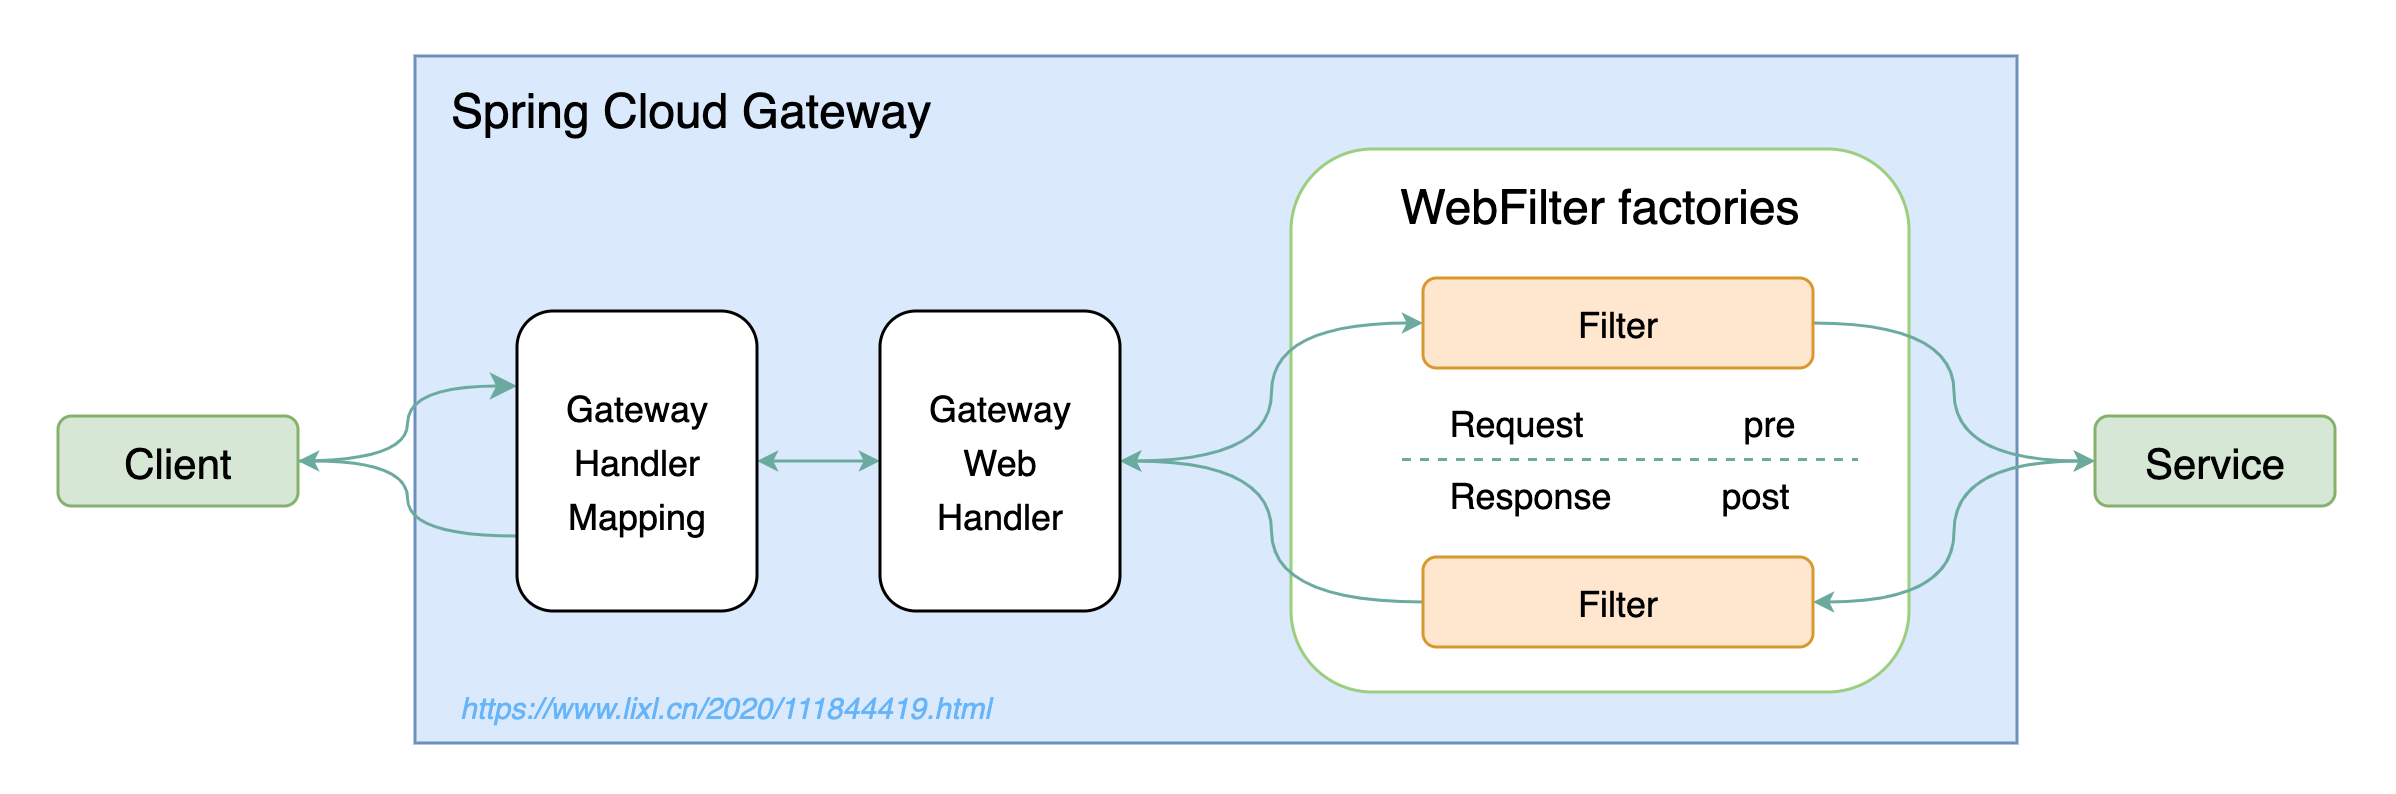 Spring Cloud Gateway
WebFilter factories
Client
Gateway
Handler
Mapping
Gateway
Web
Handler
Filter
Request pre
Response post
Filter
Service
https://www.lixl.cn/2020/111844419.html